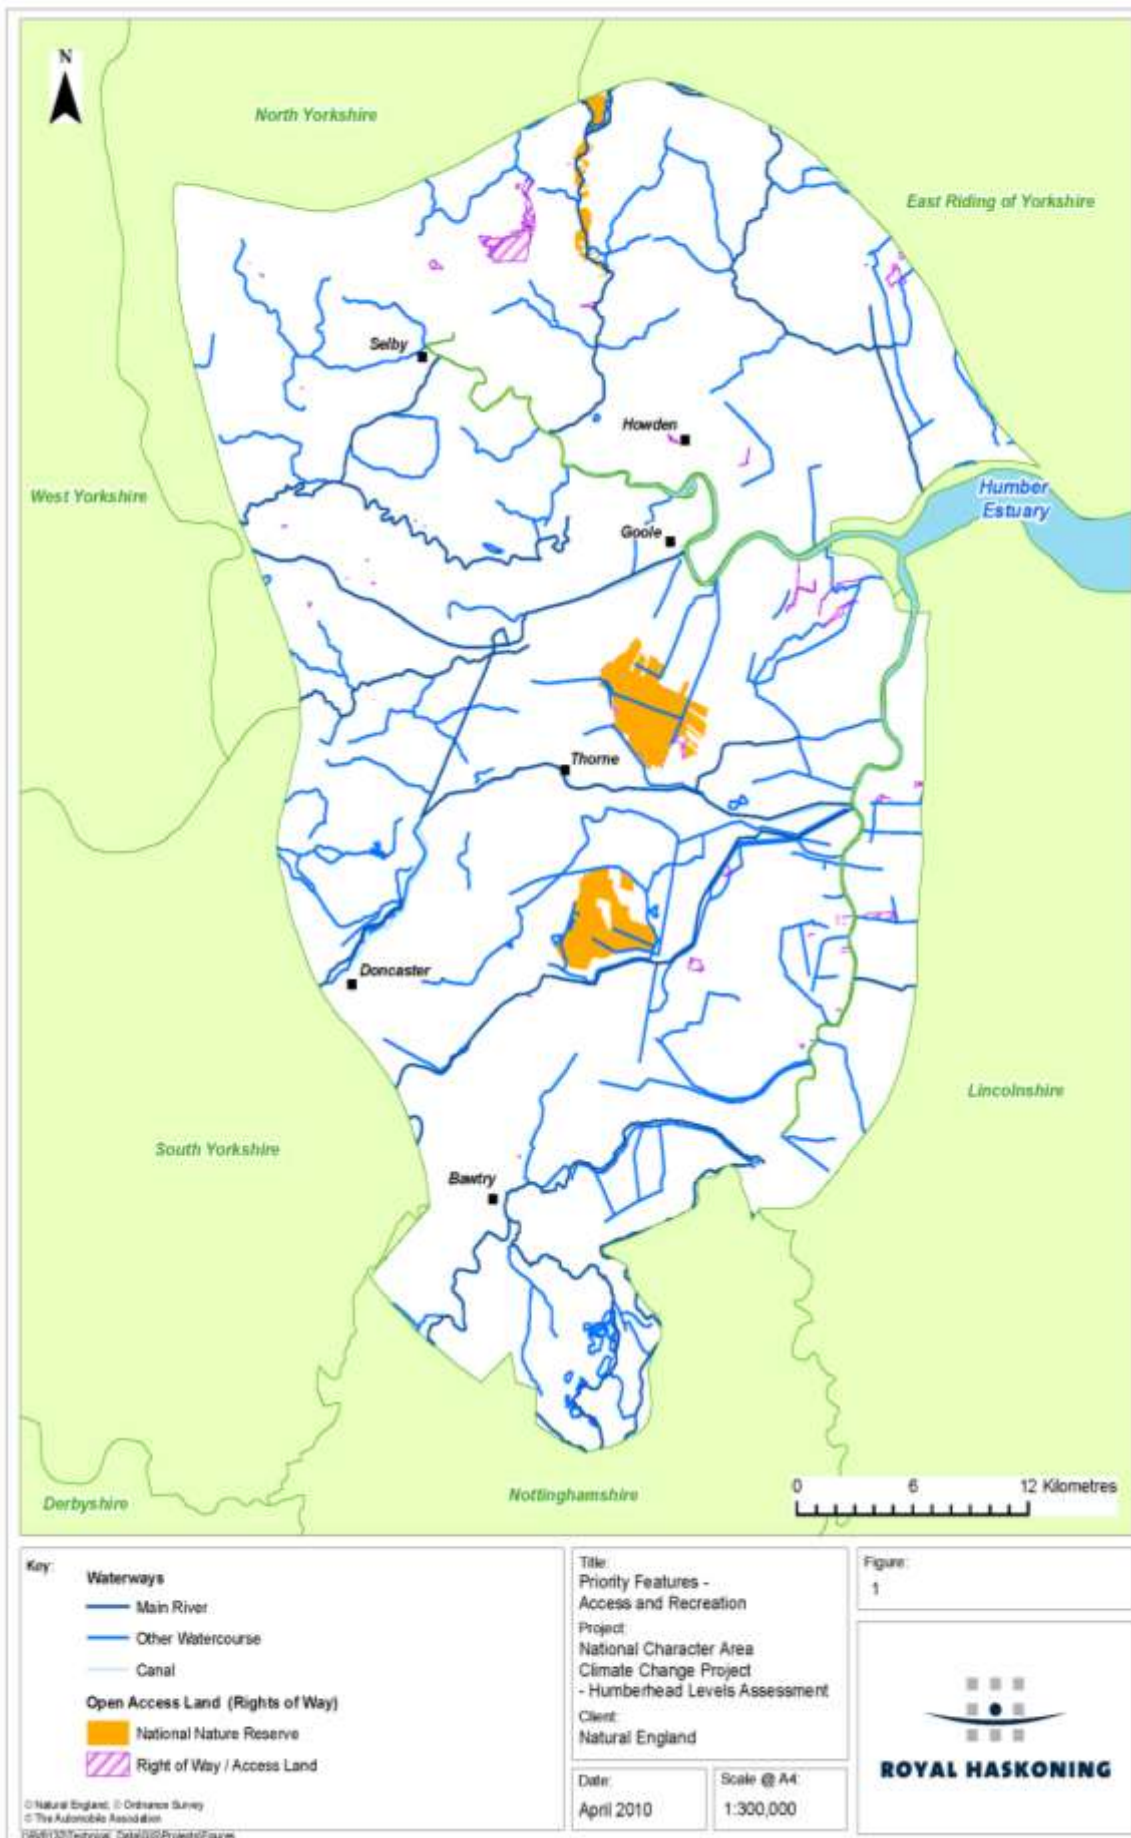 N
North Yorkshire
East Riding of Yorkshire
Selby
Howden
West Yorkshire
Humber
Estuary
Goole
Thorne
Doncaster
Lincolnshire
South Yorkshire
Bawtry
Nottinghamshire
Derbyshire
0 6 12 Kilometres
Key:
Waterways
Main River
Other Watercourse
Canal
Open Access Land (Rights of Way)
National Nature Reserve
Right of Way / Access Land
© Natural England, © Ordnance Survey
© The Automobile Association
Title:
Priority Features -
Access and Recreation
Project:
National Character Area
Climate Change Project
- Humberhead Levels Assessment
Client:
Natural England
Date:
April 2010
Scale @ A4:
1:300,000
Figure:
1
ROYAL HASKONING